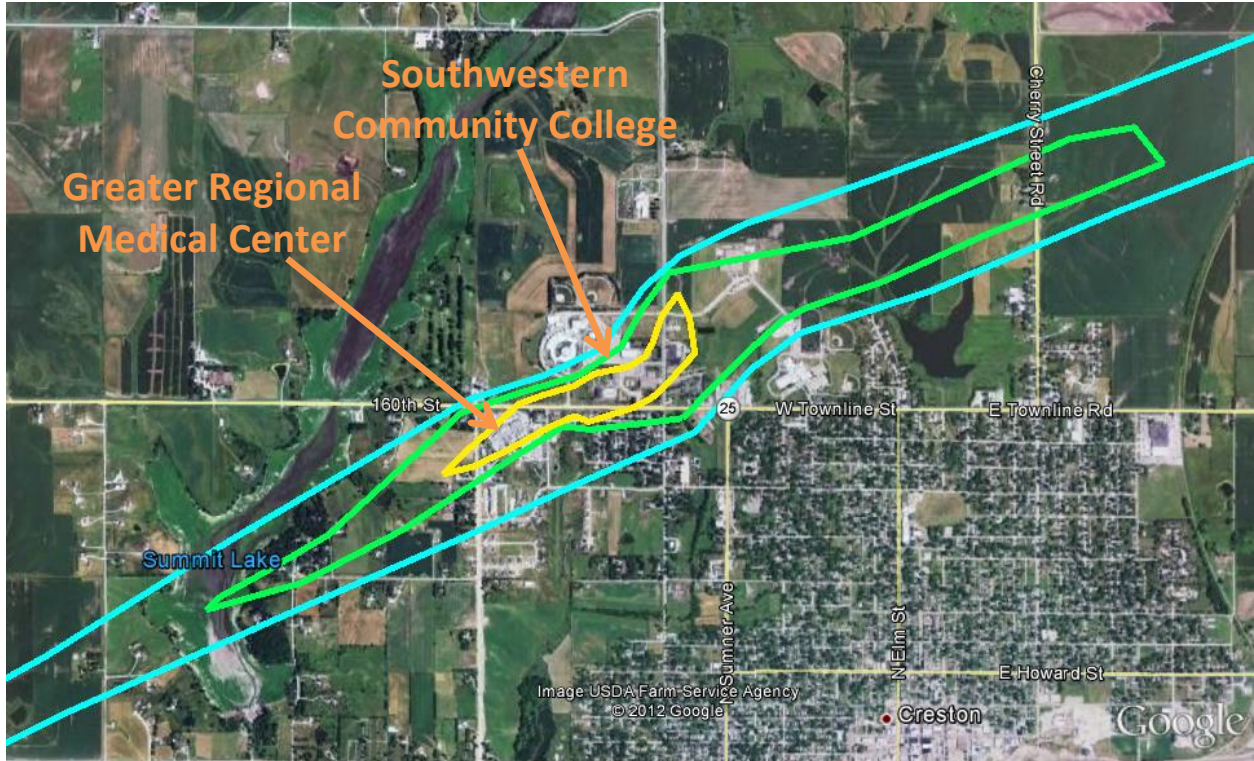 Southwestern
Community College
Greater Regional
Medical Center
Cherry Street Rd
160th St
25
W Townline St
E Townline Rd
Summit Lake
N Sumner Ave
N Elm St
E Howard St
Image USDA Farm Service Agency
© 2012 Google
Creston
Google